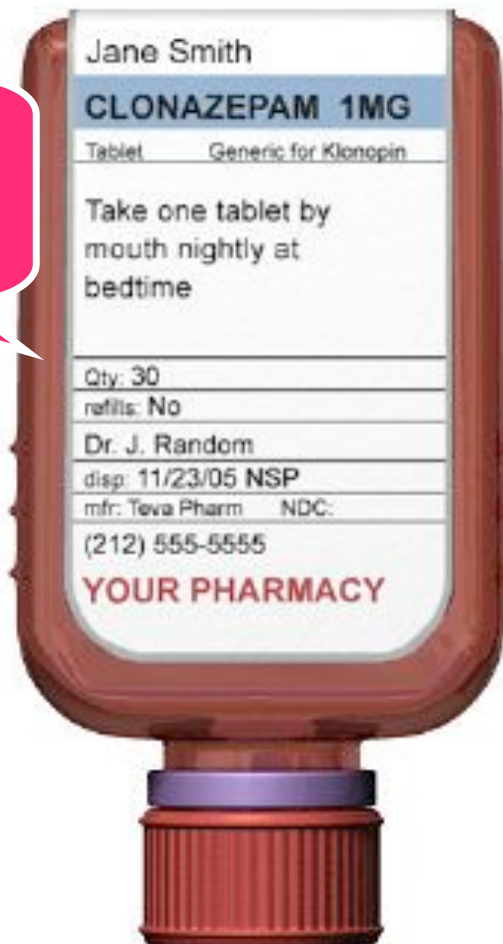 Jane Smith
CLONAZEPAM 1MG
Tablet Generic for Klonopin
Take one tablet by
mouth nightly at
bedtime
Qty: 30
refills: No
Dr. J. Random
disp: 11/23/05 NSP
mfr: Teva Pharm NDC:
(212) 555-5555
YOUR PHARMACY